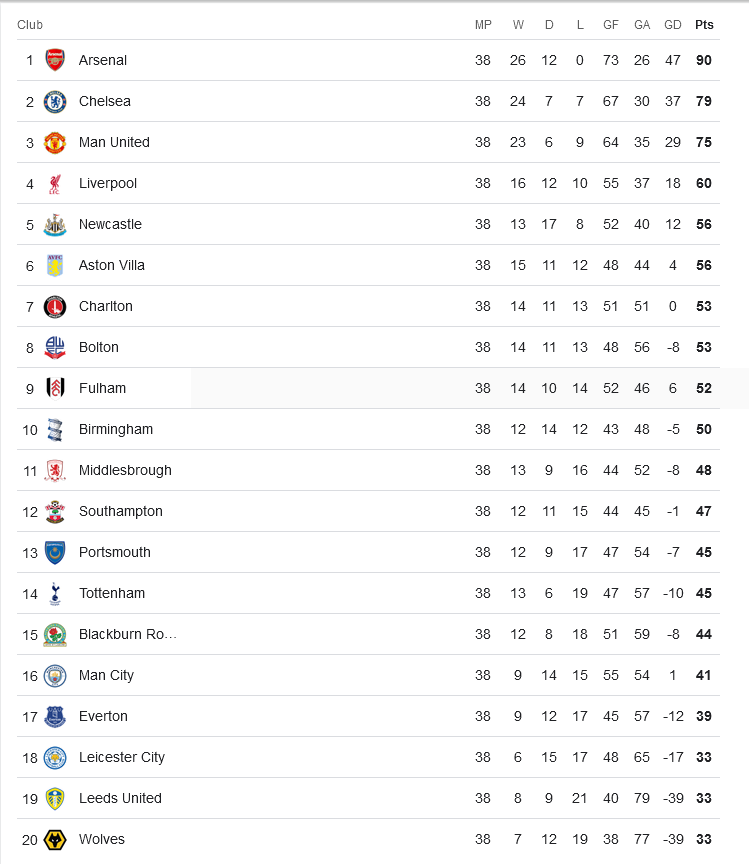 Club MP W D L GF GA GD Pts
1 Arsenal 38 26 12 0 73 26 47 90
2 Chelsea 38 24 7 7 67 30 37 79
3 Man United 38 23 6 9 64 35 29 75
4 Liverpool 38 16 12 10 55 37 18 60
5 Newcastle 38 13 17 8 52 40 12 56
6 Aston Villa 38 15 11 12 48 44 4 56
7 Charlton 38 14 11 13 51 51 0 53
8 Bolton 38 14 11 13 48 56 -8 53
9 Fulham 38 14 10 14 52 46 6 52
10 Birmingham 38 12 14 12 43 48 -5 50
11 Middlesbrough 38 13 9 16 44 52 -8 48
12 Southampton 38 12 11 15 44 45 -1 47
13 Portsmouth 38 12 9 17 47 54 -7 45
14 Tottenham 38 13 6 19 47 57 -10 45
15 Blackburn Ro... 38 12 8 18 51 59 -8 44
16 Man City 38 9 14 15 55 54 1 41
17 Everton 38 9 12 17 45 57 -12 39
18 Leicester City 38 6 15 17 48 65 -17 33
19 Leeds United 38 8 9 21 40 79 -39 33
20 Wolves 38 7 12 19 38 77 -39 33